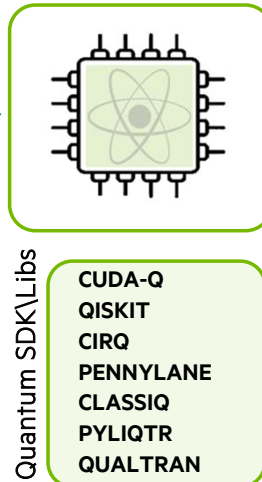 Quantum SDK\Libs
CUDA-Q
QISKIT
CIRQ
PENNYLANE
CLASSIQ
PYLIQTR
QUALTRAN